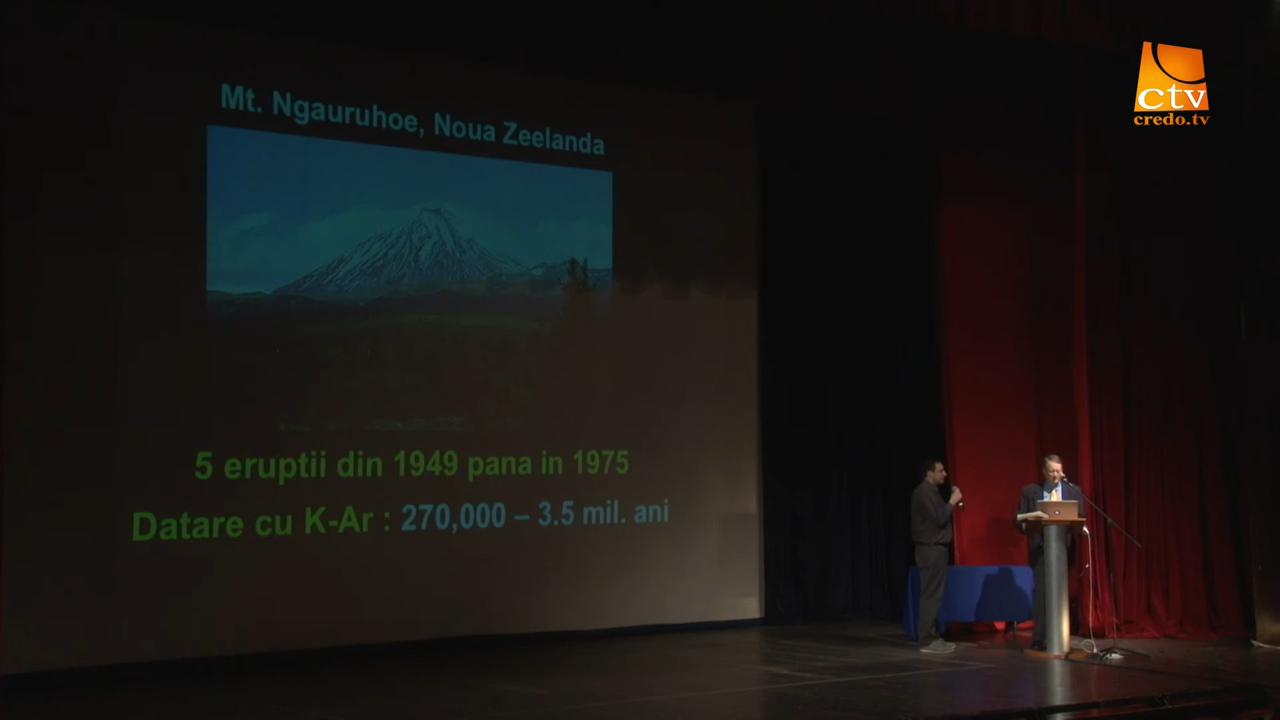 Mt. Ngauruhoe, Noua Zeelanda
5 eruptii din 1949 pana in 1975
Datare cu K-Ar : 270,000 – 3.5 mil. ani
ctv
credo.tv